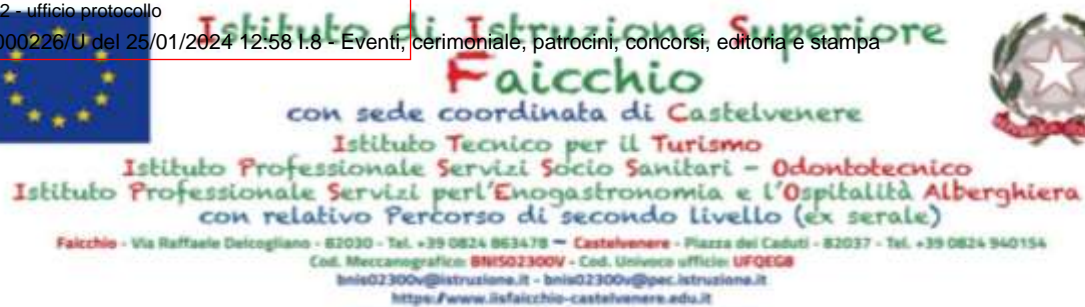 2 - ufficio protocollo
000226/U del 25/01/2024 12:58 I.8 - Eventi, cerimoniale, patrocini, concorsi, editoria e stampa
Istituto di Istruzione Superiore
Faicchio
con sede coordinata di Castelvenere
Istituto Tecnico per il Turismo
Istituto Professionale Servizi Socio Sanitari - Odontotecnico
Istituto Professionale Servizi perl'Enogastronomia e l'Ospitalità Alberghiera
con relativo Percorso di secondo livello (ex serale)
Faicchio - Via Raffaele Delcogliano - 82030 - Tel. +39 0824 863478 ~ Castelvenere - Piazza dei Caduti - 82037 - Tel. +39 0824 940154
Cod. Meccanografico: BNIS02300V - Cod. Univoco ufficio: UFQEG8
bnis02300v@istruzione.it - bnis02300v@pec.istruzione.it
https:/www.iisfaicchio-castelvenere.edu.it